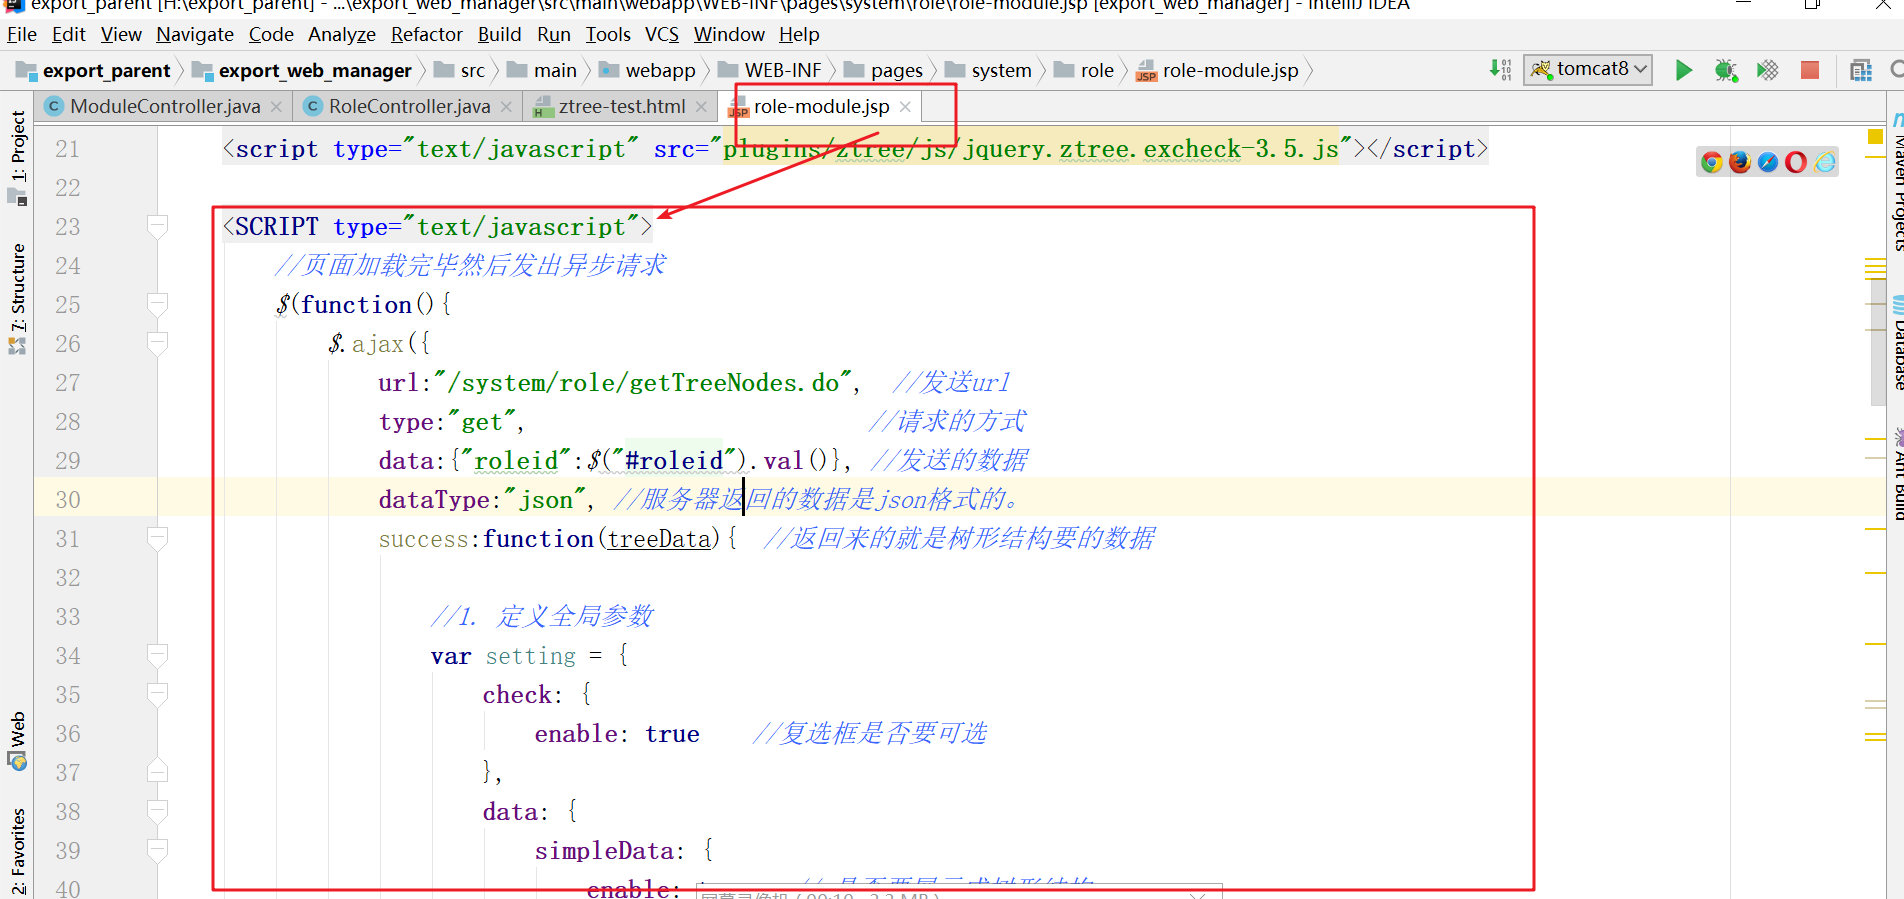 export_parent [H:\export_parent] - ...\export_web_manager\src\main\webapp\WEB-INF\pages\system\role\role-module.jsp [export_web_manager] - IntelliJ IDEA
File Edit View Navigate Code Analyze Refactor Build Run Tools VCS Window Help
export_parent export_web_manager src main webapp WEB-INF pages system role role-module.jsp tomcat8
ModuleController.java RoleController.java ztree-test.html role-module.jsp
1: Project
7: Structure
Web
2: Favorites
Maven Projects
Database
Ant Build
21 <script type="text/javascript" src="plugins/ztree/js/jquery.ztree.excheck-3.5.js"></script>
22
23 <SCRIPT type="text/javascript">
24 //页面加载完毕然后发出异步请求
25 $(function(){
26 $.ajax({
27 url:"/system/role/getTreeNodes.do", //发送url
28 type:"get", //请求的方式
29 data:{"roleid":$("#roleid").val()}, //发送的数据
30 dataType:"json", //服务器返回的数据是json格式的。
31 success:function(treeData){ //返回来的就是树形结构要的数据
32
33 //1. 定义全局参数
34 var setting = {
35 check: {
36 enable: true //复选框是否要可选
37 },
38 data: {
39 simpleData: {
40 enable: